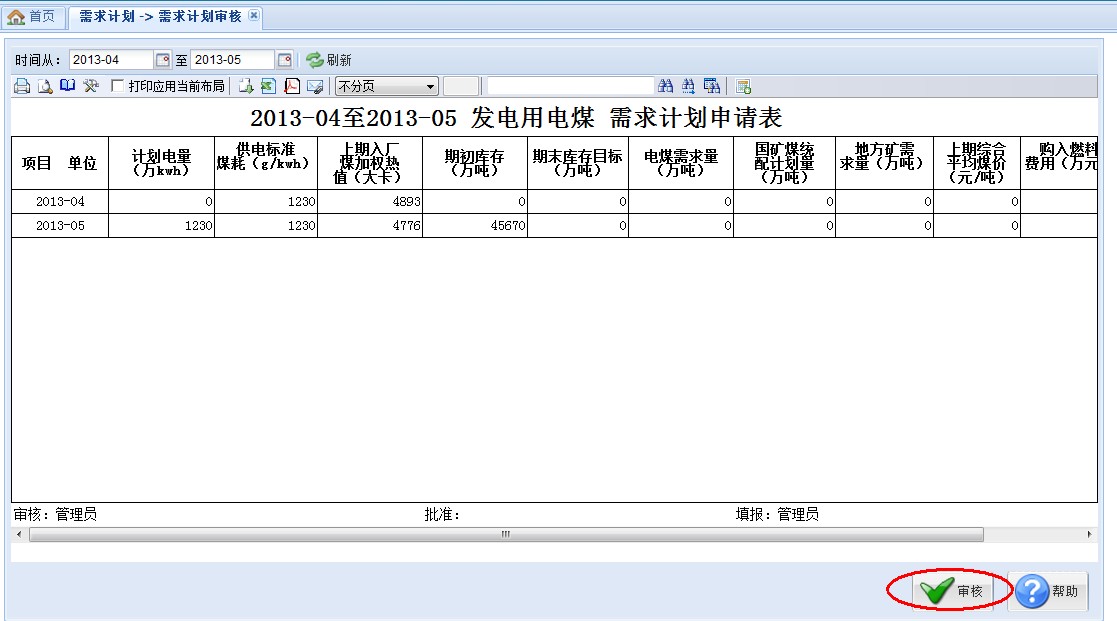 首页
需求计划 -> 需求计划审核
时间从： 2013-04 至 2013-05 刷新
打印应用当前布局 不分页
2013-04至2013-05 发电用电煤 需求计划申请表
项目 单位
计划电量
（万kwh）
供电标准
煤耗（g/kwh）
上期入厂
煤加权热
值（大卡）
期初库存
（万吨）
期末库存目标
（万吨）
电煤需求量
（万吨）
国矿煤统
配计划量
（万吨）
地方矿需
求量（万吨）
上期综合
平均煤价
（元/吨）
购入燃料
费用（万元
2013-04 0 1230 4893 0 0 0 0 0 0
2013-05 1230 1230 4776 45670 0 0 0 0 0
审核：管理员 批准： 填报：管理员
审核 帮助